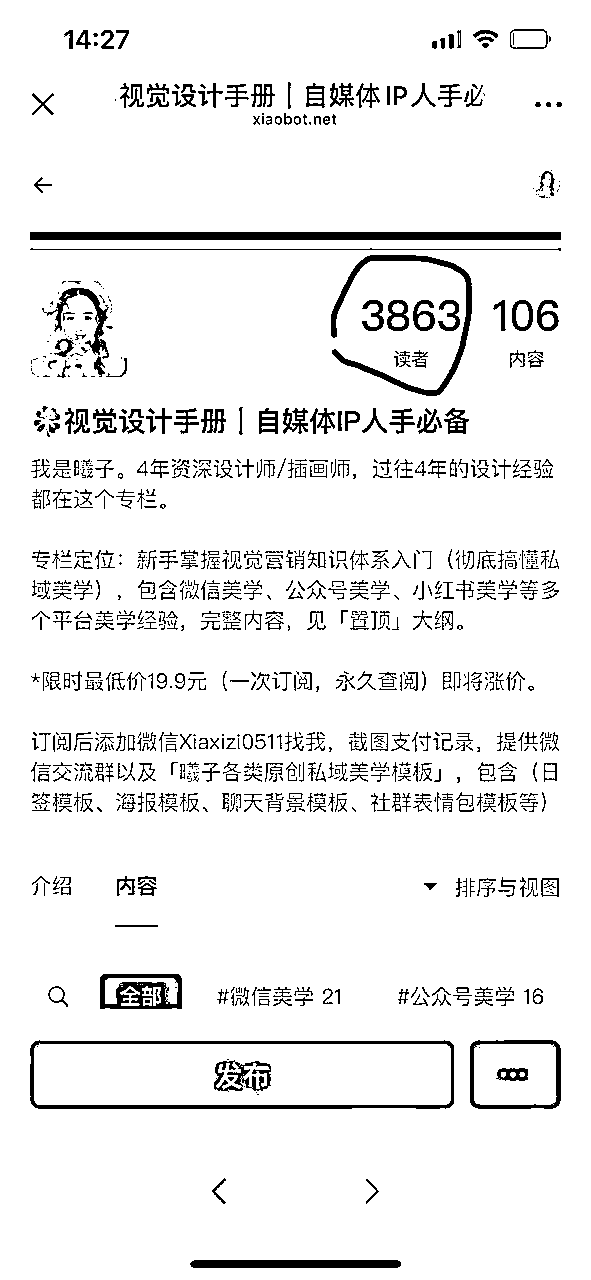 14:27
视觉设计手册｜自媒体IP人手必
xiaobot.net
3863 106
读者 内容
视觉设计手册｜自媒体IP人手必备
我是曦子。4年资深设计师/插画师，过往4年的设计经验
都在这个专栏。
专栏定位：新手掌握视觉营销知识体系入门（彻底搞懂私
域美学），包含微信美学、公众号美学、小红书美学等多
个平台美学经验，完整内容，见「置顶」大纲。
*限时最低价19.9元（一次订阅，永久查阅）即将涨价。
订阅后添加微信Xiaxizi0511找我，截图支付记录，提供微
信交流群以及「曦子各类原创私域美学模板」，包含（日
签模板、海报模板、聊天背景模板、社群表情包模板等）
介绍 内容 排序与视图
全部 #微信美学 21 #公众号美学 16
发布